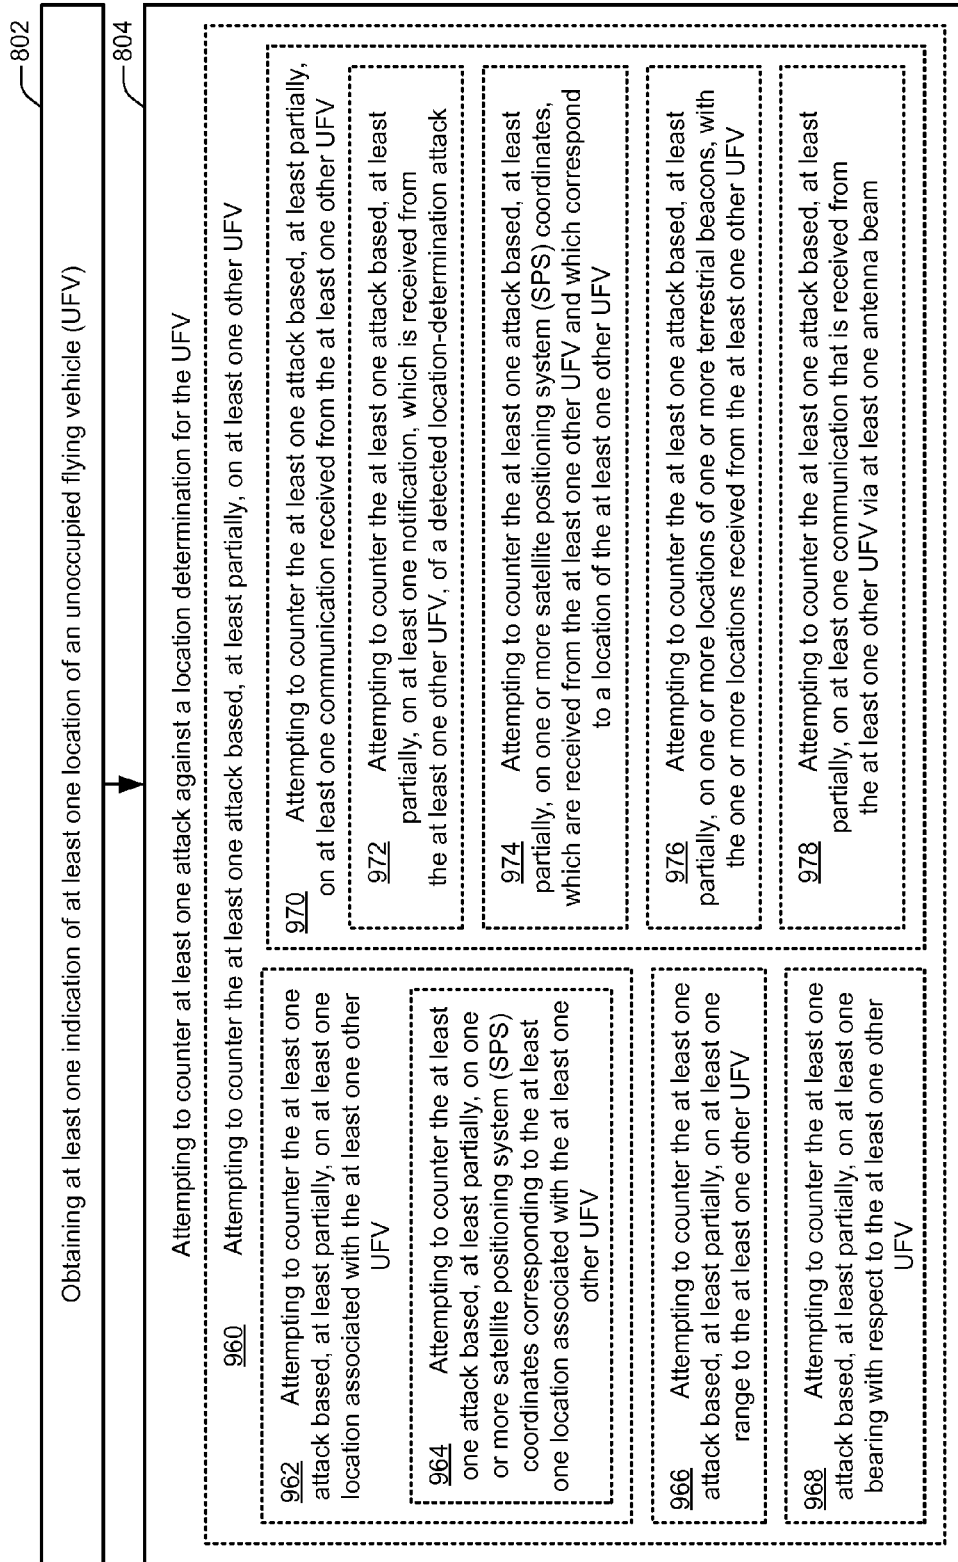 802
Obtaining at least one indication of at least one location of an unoccupied flying vehicle (UFV)
804
Attempting to counter at least one attack against a location determination for the UFV
960 Attempting to counter the at least one attack based, at least partially, on at least one other UFV
962 Attempting to counter the at least one
attack based, at least partially, on at least one
location associated with the at least one other
UFV
964 Attempting to counter the at least
one attack based, at least partially, on one
or more satellite positioning system (SPS)
coordinates corresponding to the at least
one location associated with the at least one
other UFV
966 Attempting to counter the at least one
attack based, at least partially, on at least one
range to the at least one other UFV
968 Attempting to counter the at least one
attack based, at least partially, on at least one
bearing with respect to the at least one other
UFV
970 Attempting to counter the at least one attack based, at least partially,
on at least one communication received from the at least one other UFV
972 Attempting to counter the at least one attack based, at least
partially, on at least one notification, which is received from
the at least one other UFV, of a detected location-determination attack
974 Attempting to counter the at least one attack based, at least
partially, on one or more satellite positioning system (SPS) coordinates,
which are received from the at least one other UFV and which correspond
to a location of the at least one other UFV
976 Attempting to counter the at least one attack based, at least
partially, on one or more locations of one or more terrestrial beacons, with
the one or more locations received from the at least one other UFV
978 Attempting to counter the at least one attack based, at least
partially, on at least one communication that is received from
the at least one other UFV via at least one antenna beam